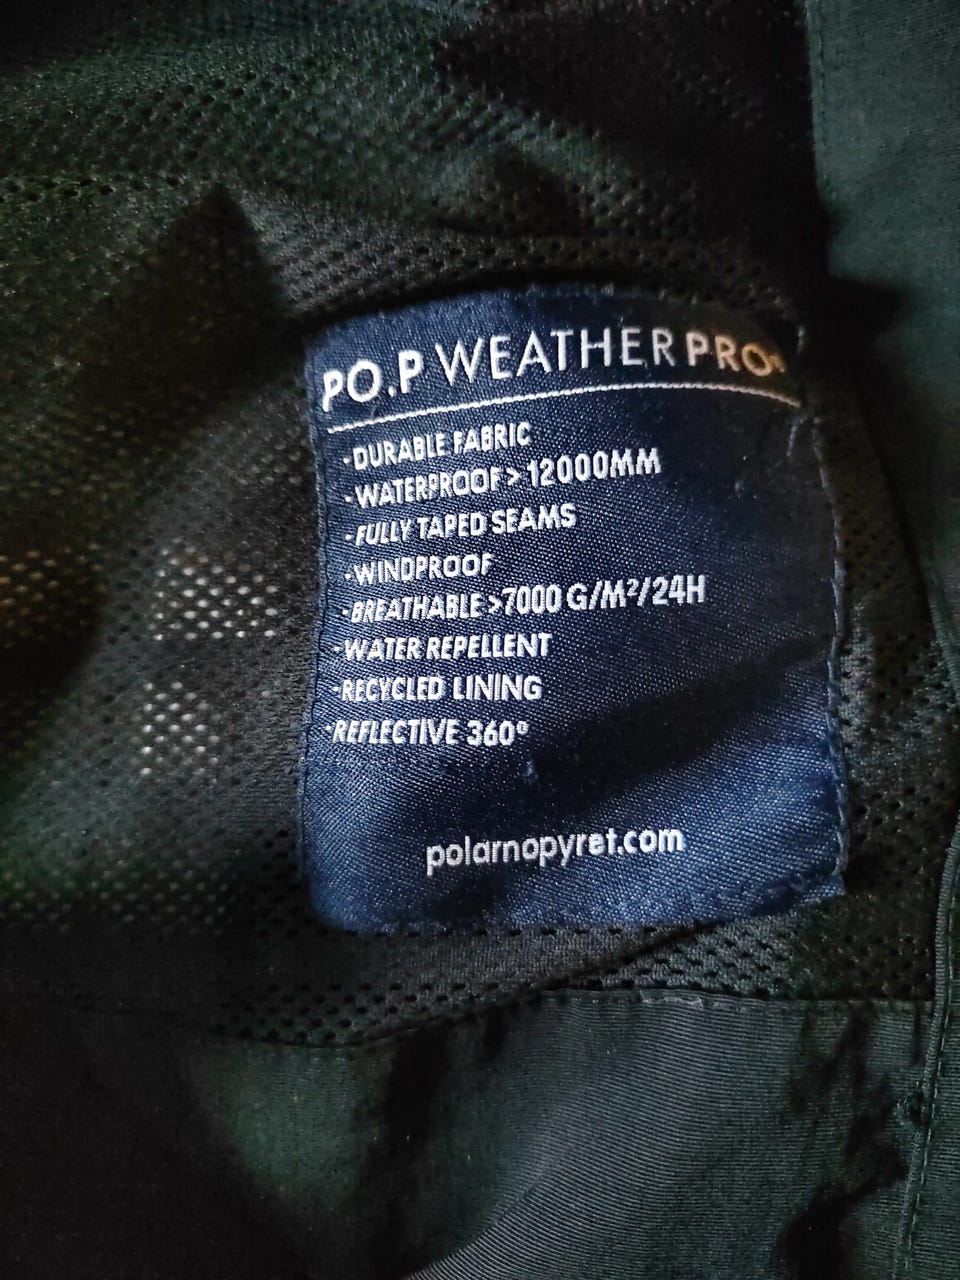 PO.P WEATHERPRO®
-DURABLE FABRIC
-WATERPROOF > 12000MM
-FULLY TAPED SEAMS
-WINDPROOF
-BREATHABLE >7000 G/M²/24H
-WATER REPELLENT
-RECYCLED LINING
-REFLECTIVE 360°
polarnopyret.com